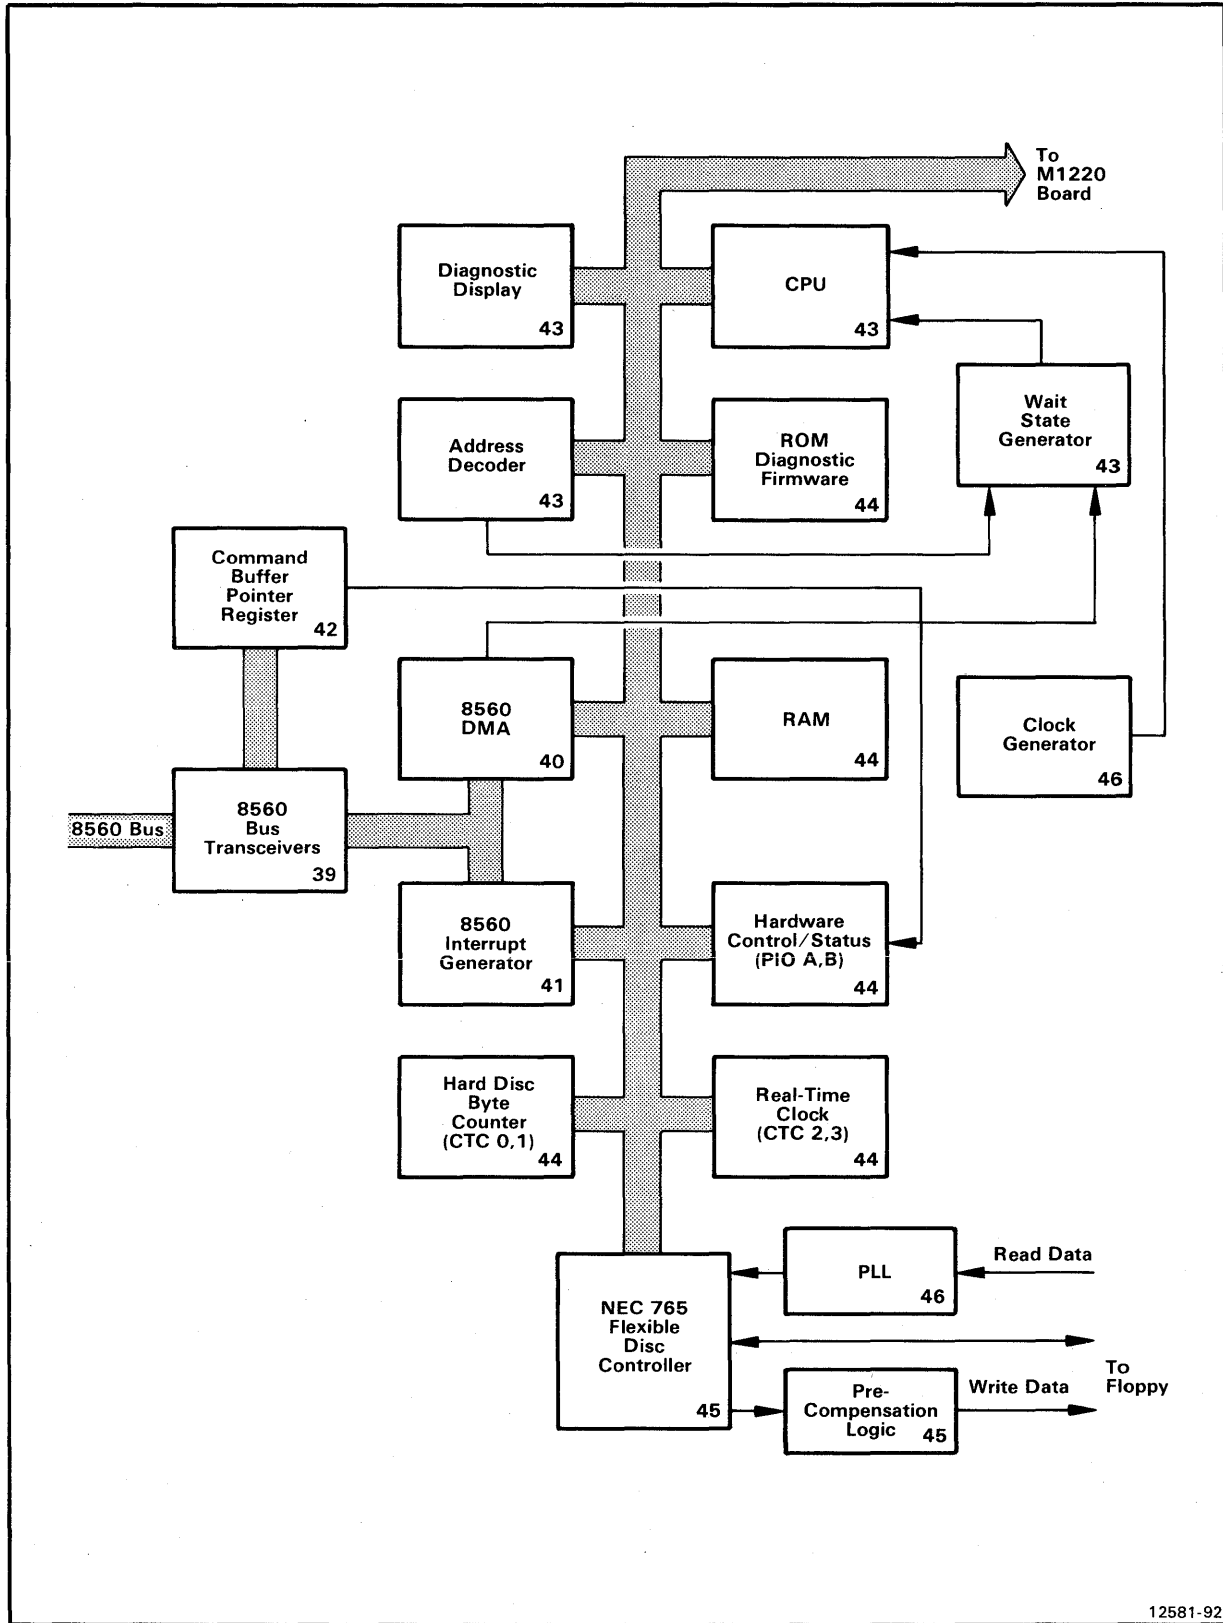 To
M1220
Board
Diagnostic
Display
43
CPU
43
Wait
State
Generator
43
Address
Decoder
43
ROM
Diagnostic
Firmware
44
Command
Buffer
Pointer
Register
42
8560
DMA
40
RAM
44
Clock
Generator
46
8560 Bus
8560
Bus
Transceivers
39
8560
Interrupt
Generator
41
Hardware
Control/Status
(PIO A,B)
44
Hard Disc
Byte
Counter
(CTC 0,1)
44
Real-Time
Clock
(CTC 2,3)
44
NEC 765
Flexible
Disc
Controller
45
PLL
46
Read Data
Pre-
Compensation
Logic
45
Write Data
To
Floppy
12581-92